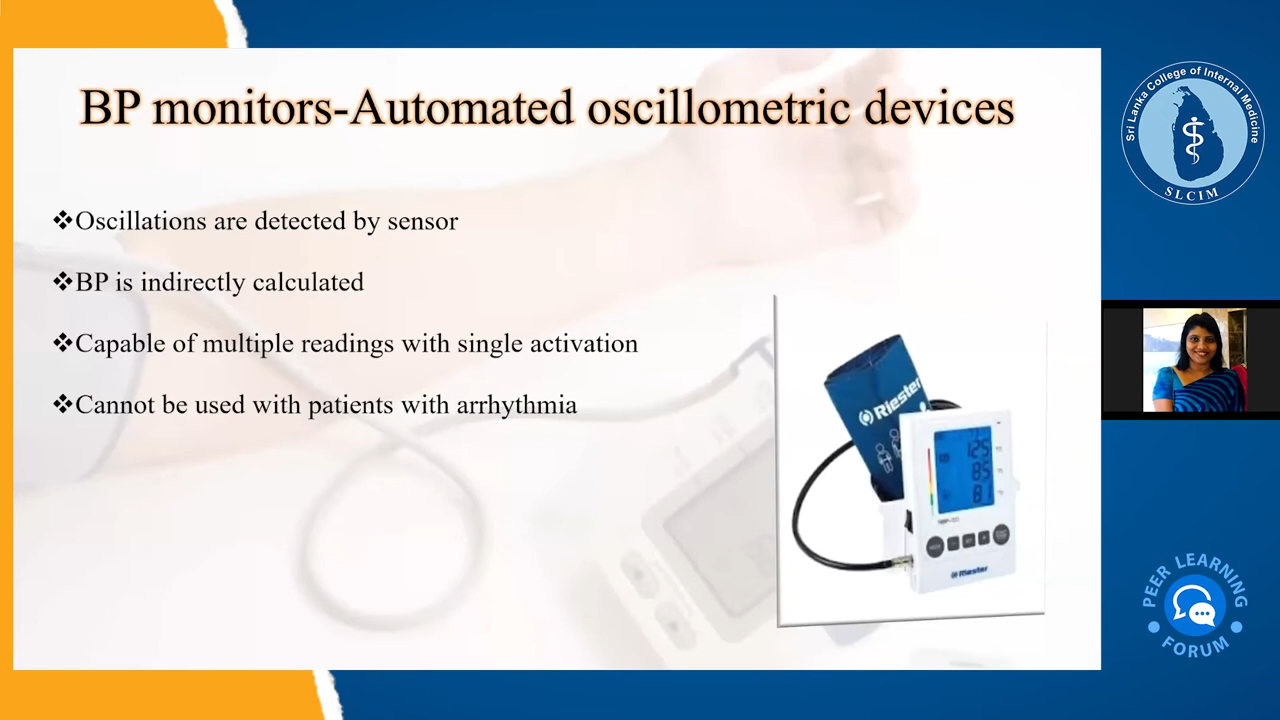 BP monitors-Automated oscillometric devices
❖Oscillations are detected by sensor
❖BP is indirectly calculated
❖Capable of multiple readings with single activation
❖Cannot be used with patients with arrhythmia
Riester
125
85
81
Riester
Sri Lanka College of Internal Medicine
SLCIM
PEER LEARNING
FORUM